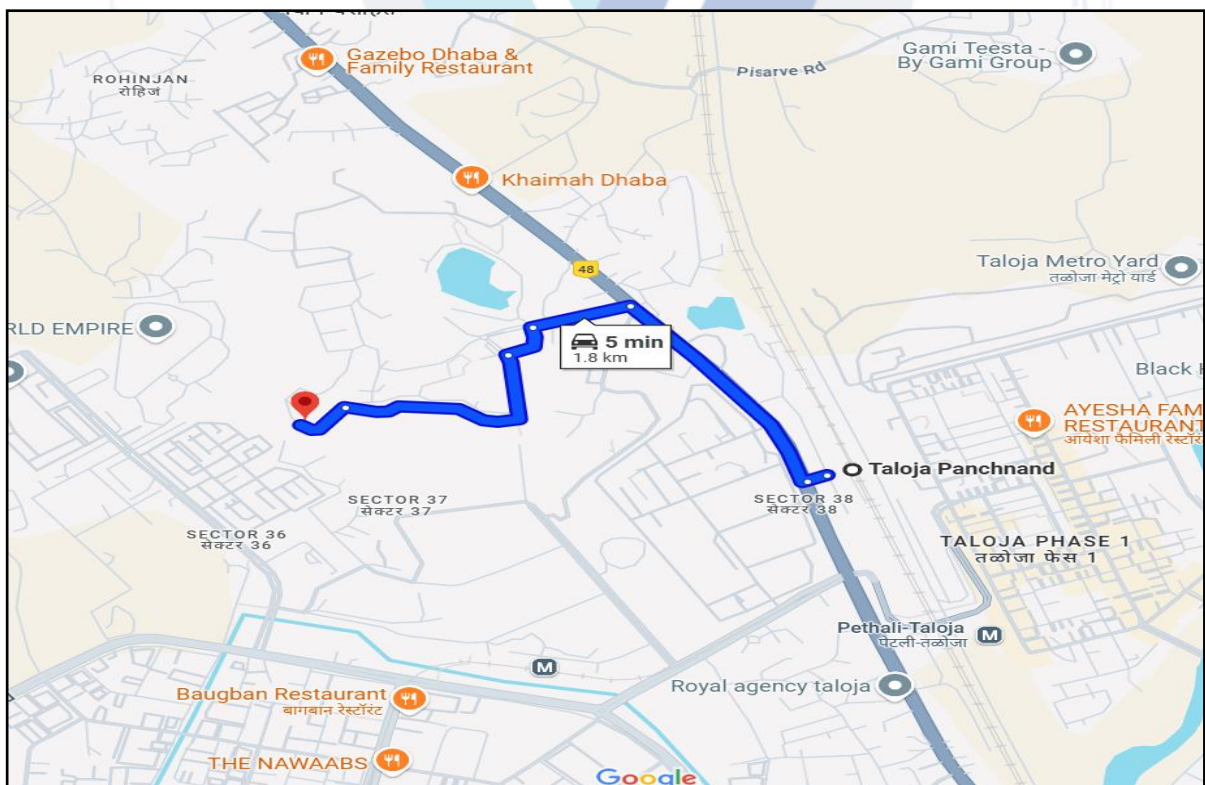 Gazebo Dhaba &
Family Restaurant
ROHINJAN
रोहिजं
Gami Teesta -
By Gami Group
Pisarve Rd
Khaimah Dhaba
48
Taloja Metro Yard
तळोजा मेट्रो यार्ड
RLD EMPIRE
5 min
1.8 km
Black
AYESHA FAM
RESTAURANT
आयेशा फॅमिली रेस्टॉरं
Taloja Panchnand
SECTOR 37
सेक्टर 37
SECTOR 38
सेक्टर 38
SECTOR 36
सेक्टर 36
TALOJA PHASE 1
तळोजा फेस 1
Pethali-Taloja
पेटली-तळोजा
M
M
Royal agency taloja
Baugban Restaurant
बागबान रेस्टॉरंट
THE NAWAABS
Google